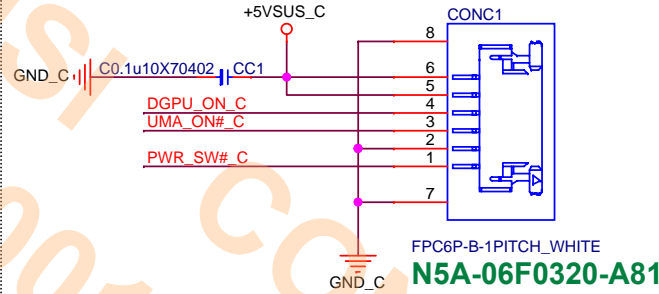 +5VSUS_C
CONC1
8
GND_C
C0.1u10X70402
CC1
6
5
DGPU_ON_C
4
UMA_ON#_C
3
2
PWR_SW#_C
1
7
FPC6P-B-1PITCH_WHITE
GND_C
N5A-06F0320-A81